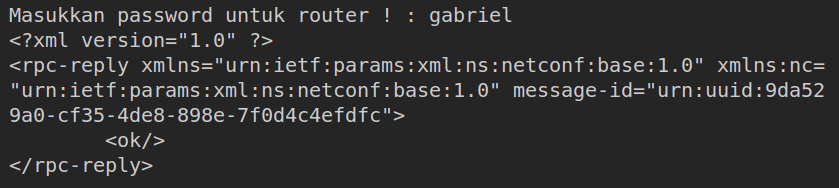 Masukkan password untuk router ! : gabriel
<?xml version="1.0" ?>
<rpc-reply xmlns="urn:ietf:params:xml:ns:netconf:base:1.0" xmlns:nc=
"urn:ietf:params:xml:ns:netconf:base:1.0" message-id="urn:uuid:9da52
9a0-cf35-4de8-898e-7f0d4c4efdfc">
        <ok/>
</rpc-reply>